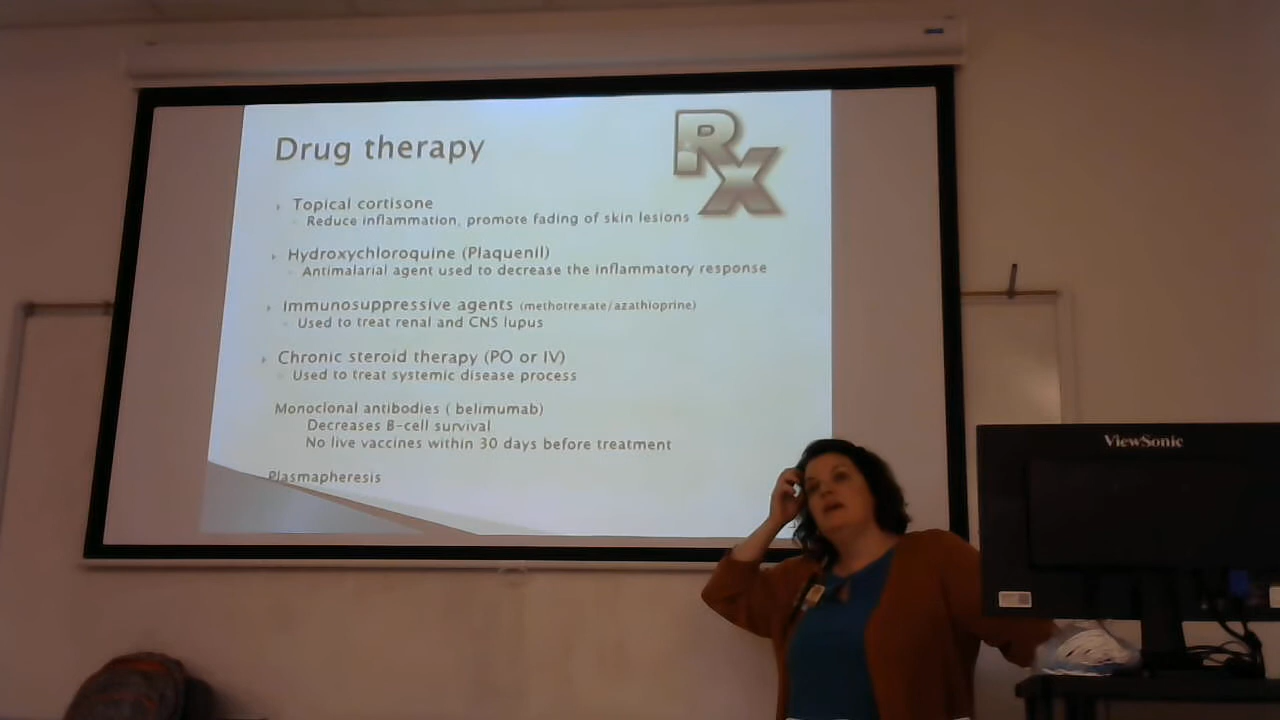 Drug therapy
RX
Topical cortisone
Reduce inflammation, promote fading of skin lesions
Hydroxychloroquine (Plaquenil)
Antimalarial agent used to decrease the inflammatory response
Immunosuppressive agents (methotrexate/azathioprine)
Used to treat renal and CNS lupus
Chronic steroid therapy (PO or IV)
Used to treat systemic disease process
Monoclonal antibodies ( belimumab)
Decreases B-cell survival
No live vaccines within 30 days before treatment
Plasmapheresis
ViewSonic